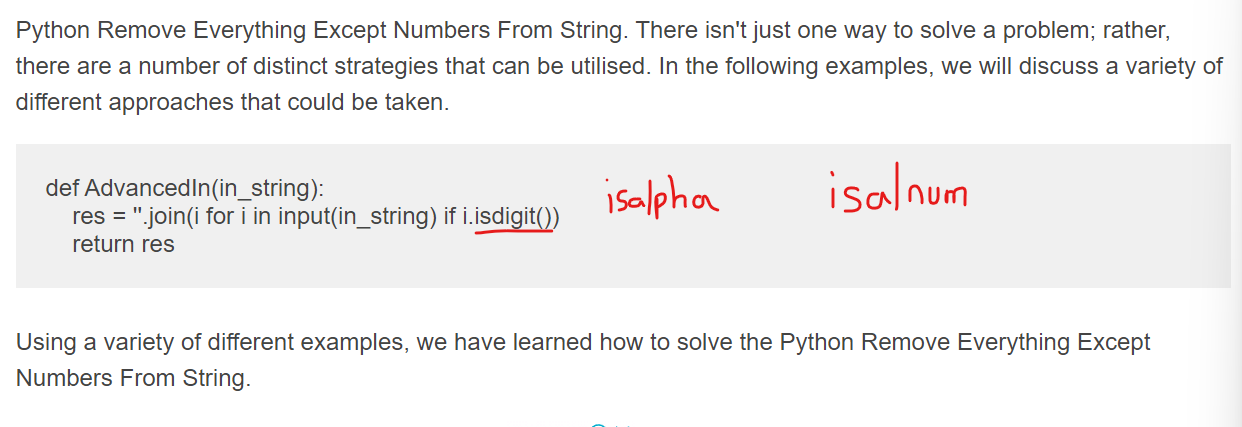 Python Remove Everything Except Numbers From String. There isn't just one way to solve a problem; rather,
there are a number of distinct strategies that can be utilised. In the following examples, we will discuss a variety of
different approaches that could be taken.
def AdvancedIn(in_string):
res = ''.join(i for i in input(in_string) if i.isdigit()) isalpha isalnum
return res
Using a variety of different examples, we have learned how to solve the Python Remove Everything Except
Numbers From String.